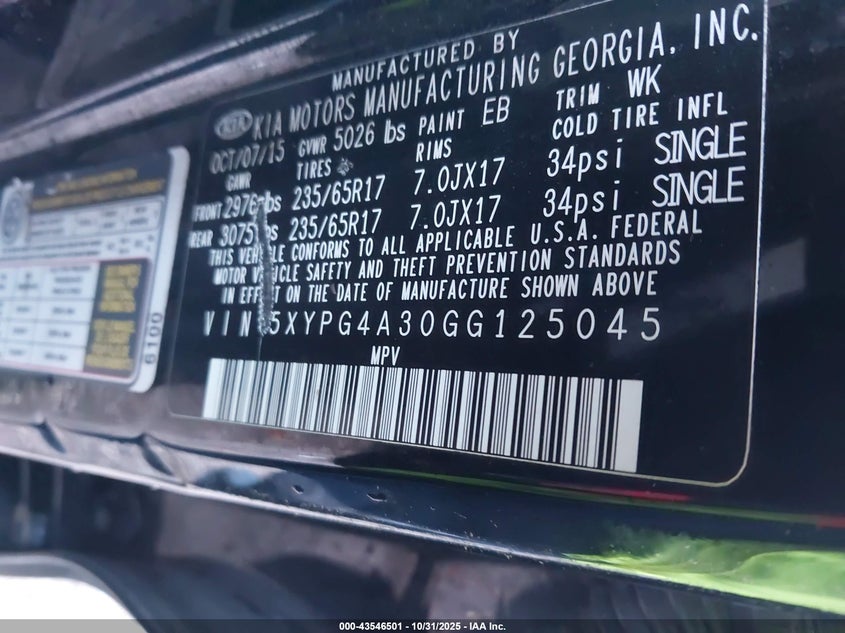 MANUFACTURED BY
KIA KIA MOTORS MANUFACTURING GEORGIA, INC.
OCT/07/15 GVWR 5026 lbs PAINT EB TRIM WK
GAWR TIRES RIMS COLD TIRE INFL
FRONT 2976 lbs 235/65R17 7.0JX17 34psi SINGLE
REAR 3075 lbs 235/65R17 7.0JX17 34psi SINGLE
THIS VEHICLE CONFORMS TO ALL APPLICABLE U.S.A. FEDERAL
MOTOR VEHICLE SAFETY AND THEFT PREVENTION STANDARDS
IN EFFECT ON THE DATE OF MANUFACTURE SHOWN ABOVE
VIN 5XYPG4A30GG125045
MPV
6100
000-43546501 - 10/31/2025 - IAA Inc.